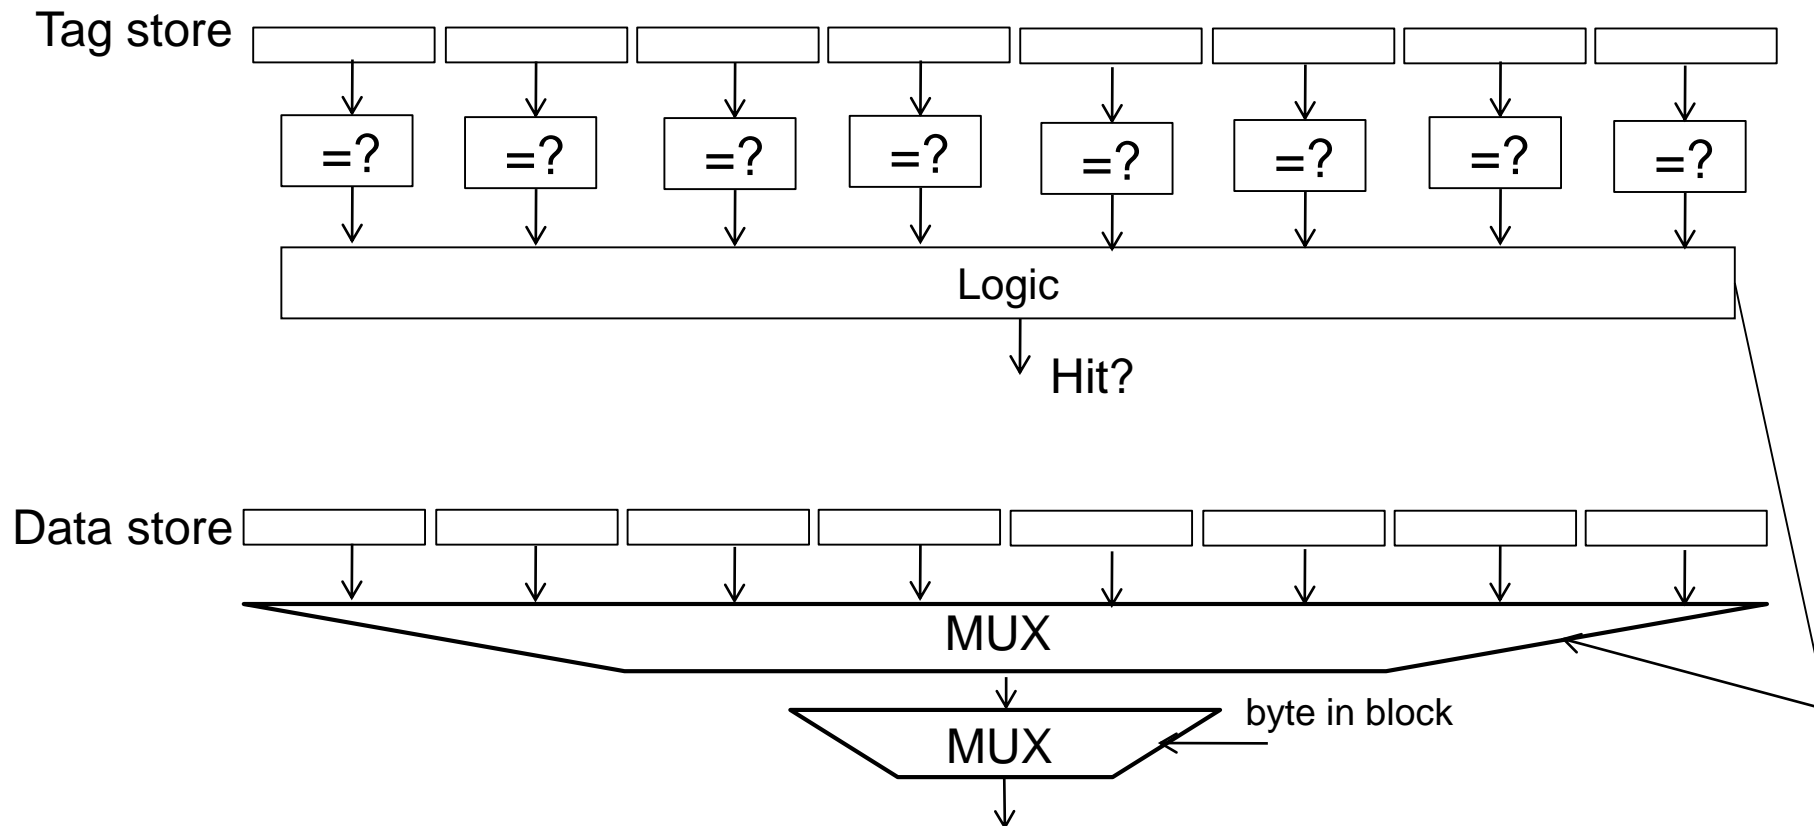 Tag store
=? =? =? =? =? =? =? =?
Logic
Hit?
Data store
MUX
byte in block
MUX